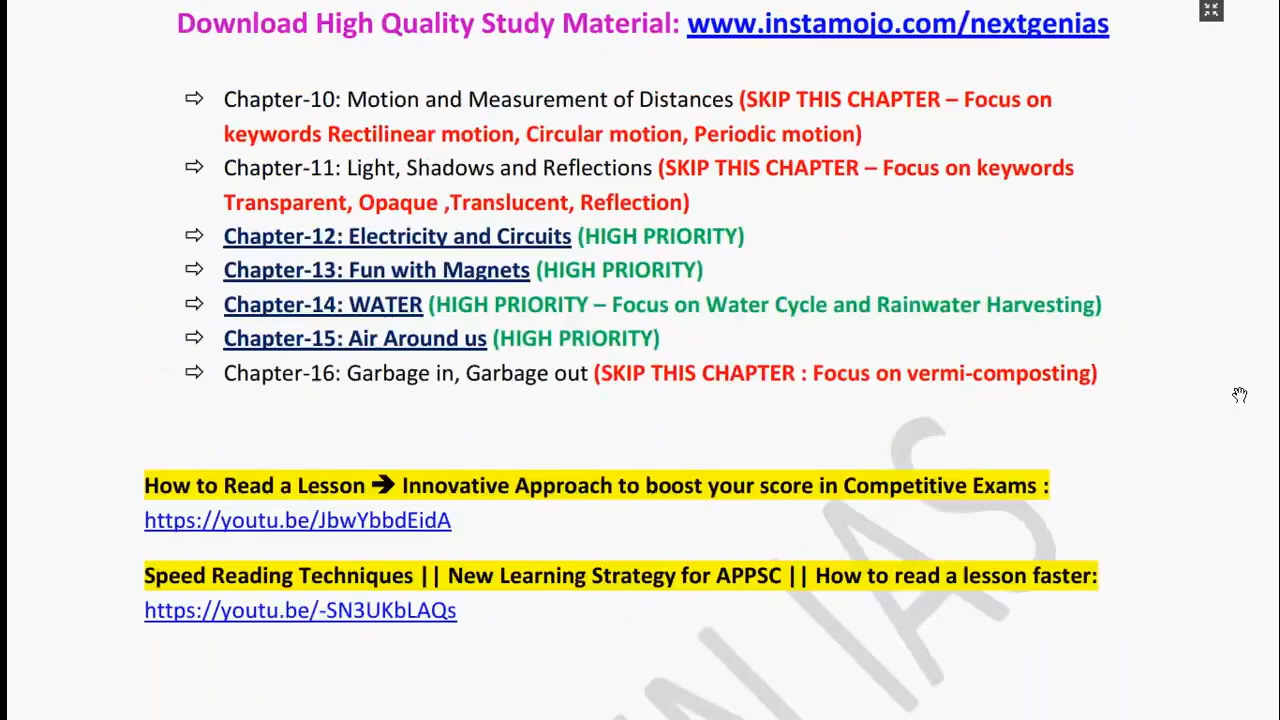 Download High Quality Study Material: www.instamojo.com/nextgenias
⇨ Chapter-10: Motion and Measurement of Distances (SKIP THIS CHAPTER – Focus on
keywords Rectilinear motion, Circular motion, Periodic motion)
⇨ Chapter-11: Light, Shadows and Reflections (SKIP THIS CHAPTER – Focus on keywords
Transparent, Opaque ,Translucent, Reflection)
⇨ Chapter-12: Electricity and Circuits (HIGH PRIORITY)
⇨ Chapter-13: Fun with Magnets (HIGH PRIORITY)
⇨ Chapter-14: WATER (HIGH PRIORITY – Focus on Water Cycle and Rainwater Harvesting)
⇨ Chapter-15: Air Around us (HIGH PRIORITY)
⇨ Chapter-16: Garbage in, Garbage out (SKIP THIS CHAPTER : Focus on vermi-composting)
How to Read a Lesson ➔ Innovative Approach to boost your score in Competitive Exams :
https://youtu.be/JbwYbbdEidA
Speed Reading Techniques || New Learning Strategy for APPSC || How to read a lesson faster:
https://youtu.be/-SN3UKbLAQs
IAS